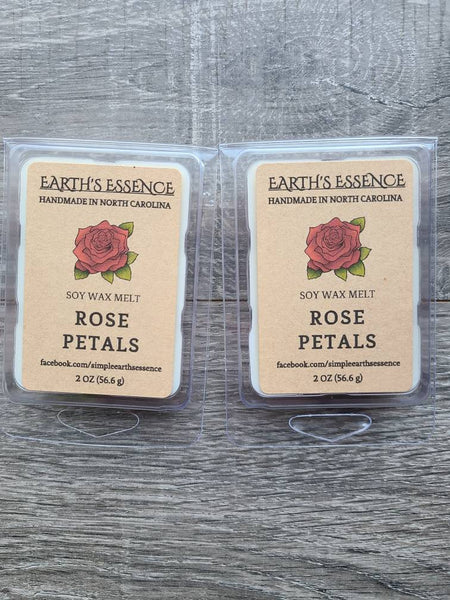 EARTH'S ESSENCE
HANDMADE IN NORTH CAROLINA
SOY WAX MELT
ROSE
PETALS
facebook.com/simpleearthsessence
2 OZ (56.6 g)
EARTH'S ESSENCE
HANDMADE IN NORTH CAROLINA
SOY WAX MELT
ROSE
PETALS
facebook.com/simpleearthsessence
2 OZ (56.6 g)